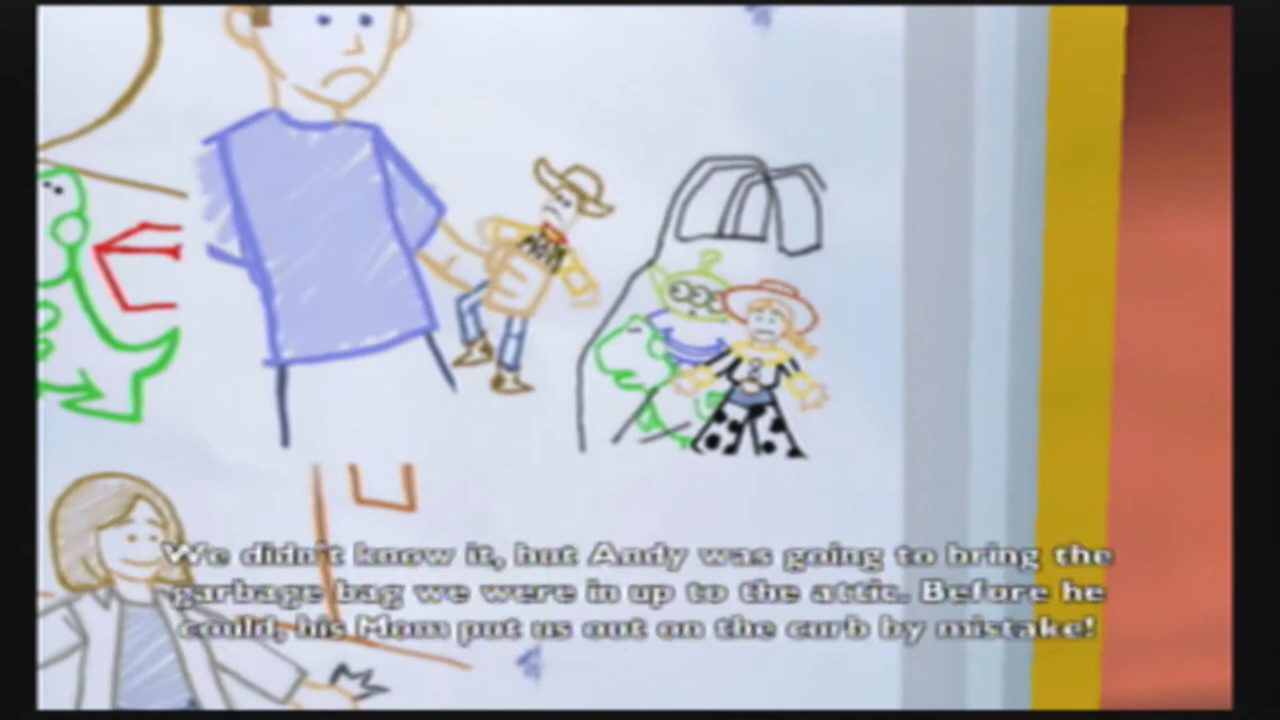 We didn't know it, but Andy was going to bring the
garbage bag we were in up to the attic. Before he
could, his Mom put us out on the curb by mistake!